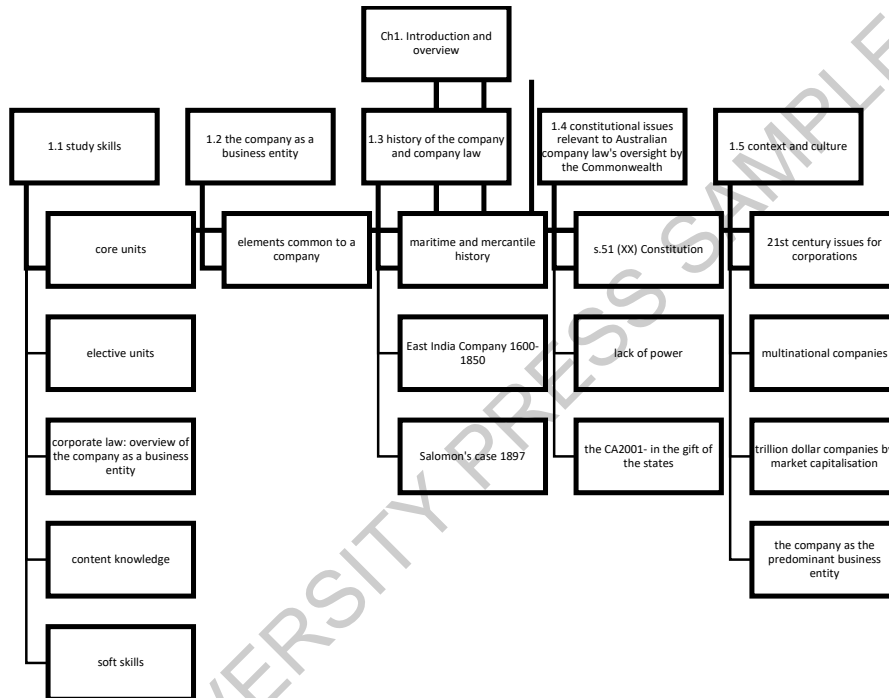 Ch1. Introduction and
overview
1.1 study skills
1.2 the company as a
business entity
1.3 history of the company
and company law
1.4 constitutional issues
relevant to Australian
company law's oversight by
the Commonwealth
1.5 context and culture
core units
elective units
corporate law: overview of
the company as a business
entity
content knowledge
soft skills
elements common to a
company
maritime and mercantile
history
East India Company 1600-
1850
Salomon's case 1897
s.51 (XX) Constitution
lack of power
the CA2001- in the gift of
the states
21st century issues for
corporations
multinational companies
trillion dollar companies by
market capitalisation
the company as the
predominant business
entity
VERSITY PRESS SAMPLE